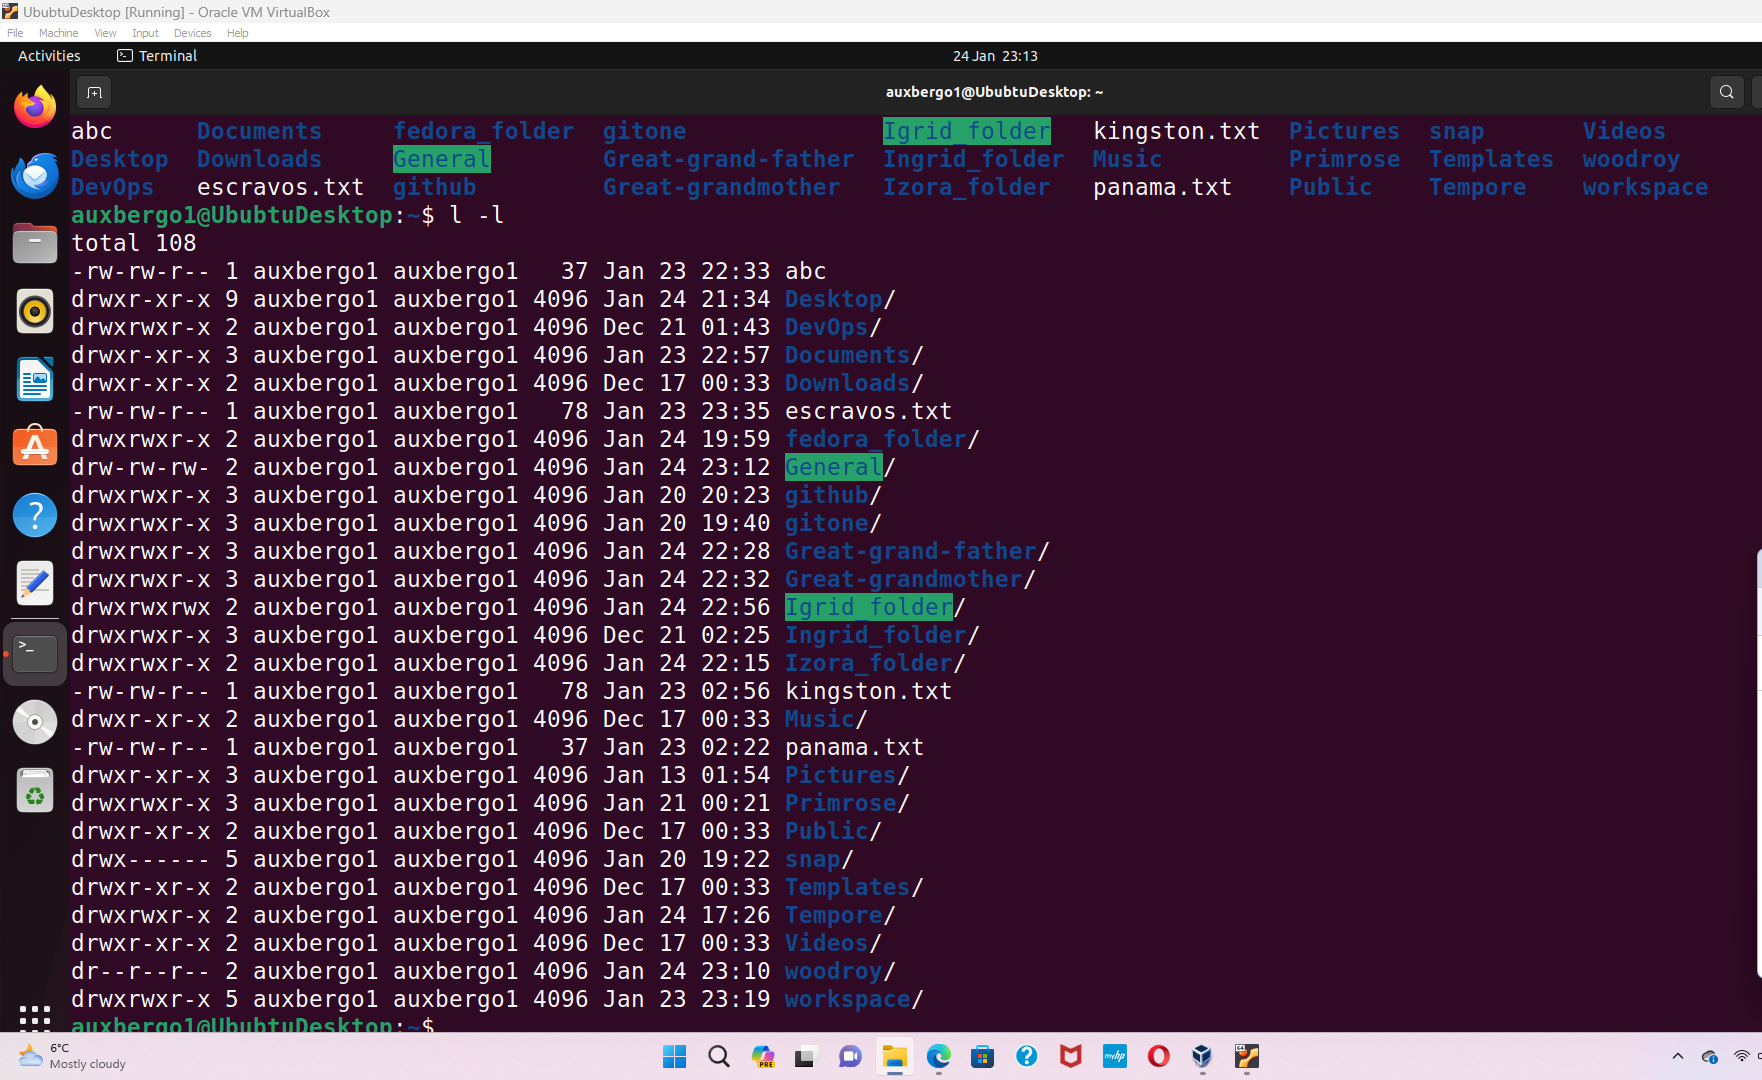 UbubtuDesktop [Running] - Oracle VM VirtualBox
File Machine View Input Devices Help
Activities Terminal 24 Jan 23:13
auxbergo1@UbubtuDesktop: ~
abc Documents fedora_folder gitone Igrid_folder kingston.txt Pictures snap Videos
Desktop Downloads General Great-grand-father Ingrid_folder Music Primrose Templates woodroy
DevOps escravos.txt github Great-grandmother Izora_folder panama.txt Public Tempore workspace
auxbergo1@UbubtuDesktop:~$ l -l
total 108
-rw-rw-r-- 1 auxbergo1 auxbergo1 37 Jan 23 22:33 abc
drwxr-xr-x 9 auxbergo1 auxbergo1 4096 Jan 24 21:34 Desktop/
drwxrwxr-x 2 auxbergo1 auxbergo1 4096 Dec 21 01:43 DevOps/
drwxr-xr-x 3 auxbergo1 auxbergo1 4096 Jan 23 22:57 Documents/
drwxr-xr-x 2 auxbergo1 auxbergo1 4096 Dec 17 00:33 Downloads/
-rw-rw-r-- 1 auxbergo1 auxbergo1 78 Jan 23 23:35 escravos.txt
drwxrwxr-x 2 auxbergo1 auxbergo1 4096 Jan 24 19:59 fedora_folder/
drw-rw-rw- 2 auxbergo1 auxbergo1 4096 Jan 24 23:12 General/
drwxrwxr-x 3 auxbergo1 auxbergo1 4096 Jan 20 20:23 github/
drwxrwxr-x 3 auxbergo1 auxbergo1 4096 Jan 20 19:40 gitone/
drwxrwxr-x 3 auxbergo1 auxbergo1 4096 Jan 24 22:28 Great-grand-father/
drwxrwxr-x 3 auxbergo1 auxbergo1 4096 Jan 24 22:32 Great-grandmother/
drwxrwxrwx 2 auxbergo1 auxbergo1 4096 Jan 24 22:56 Igrid_folder/
drwxrwxr-x 3 auxbergo1 auxbergo1 4096 Dec 21 02:25 Ingrid_folder/
drwxrwxr-x 2 auxbergo1 auxbergo1 4096 Jan 24 22:15 Izora_folder/
-rw-rw-r-- 1 auxbergo1 auxbergo1 78 Jan 23 02:56 kingston.txt
drwxr-xr-x 2 auxbergo1 auxbergo1 4096 Dec 17 00:33 Music/
-rw-rw-r-- 1 auxbergo1 auxbergo1 37 Jan 23 02:22 panama.txt
drwxr-xr-x 3 auxbergo1 auxbergo1 4096 Jan 13 01:54 Pictures/
drwxrwxr-x 3 auxbergo1 auxbergo1 4096 Jan 21 00:21 Primrose/
drwxr-xr-x 2 auxbergo1 auxbergo1 4096 Dec 17 00:33 Public/
drwx------ 5 auxbergo1 auxbergo1 4096 Jan 20 19:22 snap/
drwxr-xr-x 2 auxbergo1 auxbergo1 4096 Dec 17 00:33 Templates/
drwxrwxr-x 2 auxbergo1 auxbergo1 4096 Jan 24 17:26 Tempore/
drwxr-xr-x 2 auxbergo1 auxbergo1 4096 Dec 17 00:33 Videos/
dr--r--r-- 2 auxbergo1 auxbergo1 4096 Jan 24 23:10 woodroy/
drwxrwxr-x 5 auxbergo1 auxbergo1 4096 Jan 23 23:19 workspace/
auxbergo1@UbubtuDesktop:~$
6°C
Mostly cloudy
PRE
myhp
64